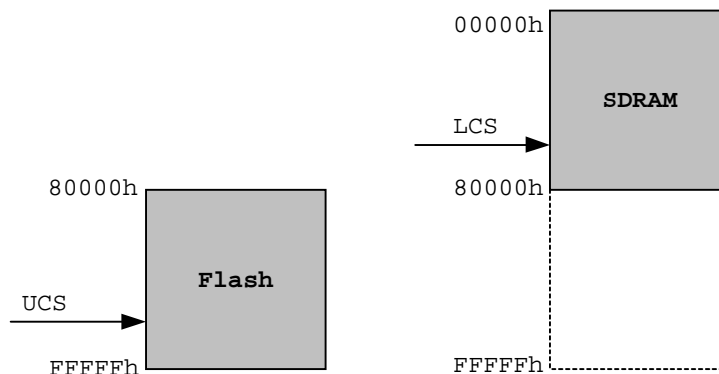 00000h
SDRAM
LCS
80000h
80000h
Flash
UCS
FFFFFh
FFFFFh